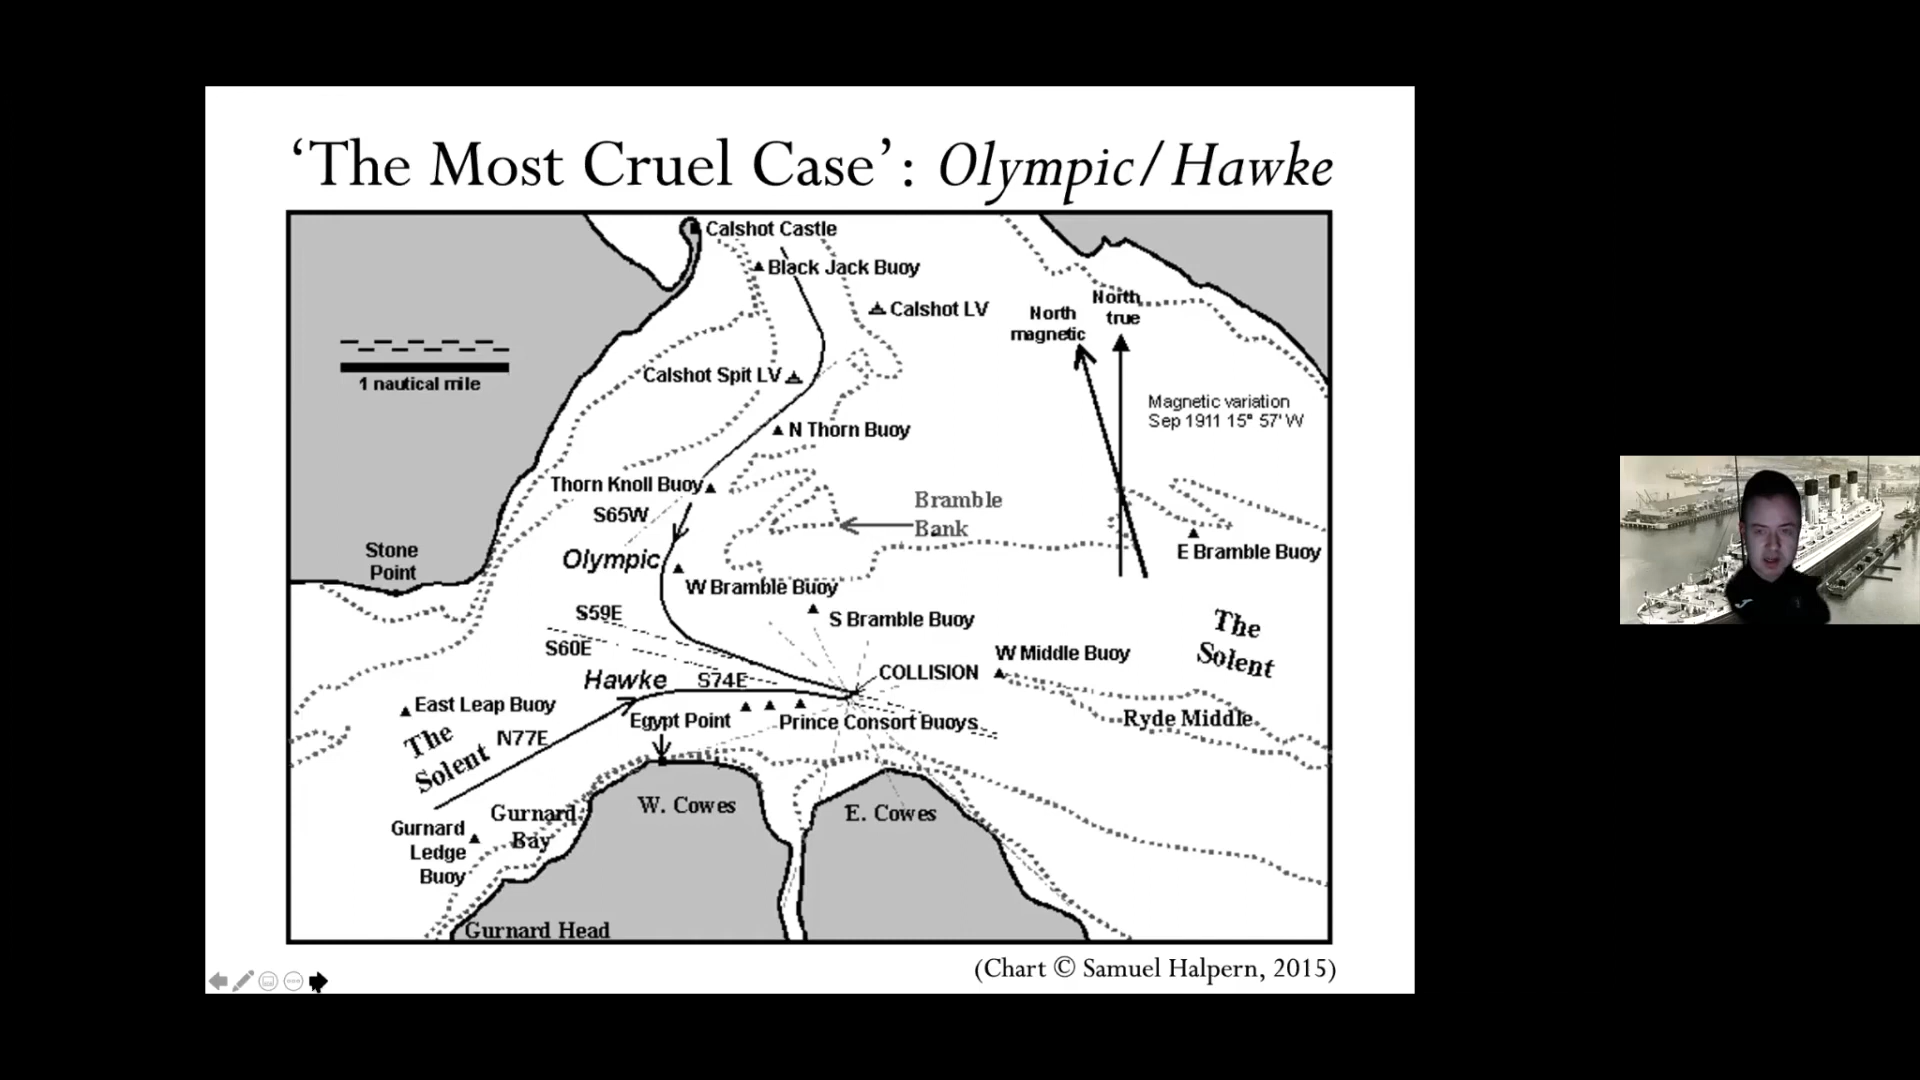 ‘The Most Cruel Case’: Olympic/Hawke
Calshot Castle
Black Jack Buoy
Calshot LV
North
true
North
magnetic
1 nautical mile
Calshot Spit LV
Magnetic variation
Sep 1911 15° 57' W
N Thorn Buoy
Thorn Knoll Buoy
S65W
Bramble
Bank
Stone
Point
Olympic
E Bramble Buoy
W Bramble Buoy
S59E
S Bramble Buoy
The
Solent
S60E
W Middle Buoy
Hawke
S74E
COLLISION
East Leap Buoy
Egypt Point
Prince Consort Buoys
Ryde Middle
The
Solent
N77E
W. Cowes
E. Cowes
Gurnard
Bay
Gurnard
Ledge
Buoy
Gurnard Head
(Chart © Samuel Halpern, 2015)